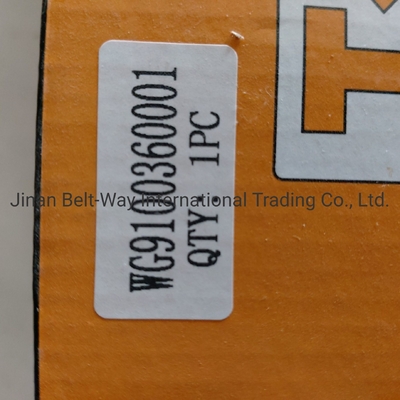 WG9100360001
QTY: 1PC
Jinan Belt-Way International Trading Co., Ltd.